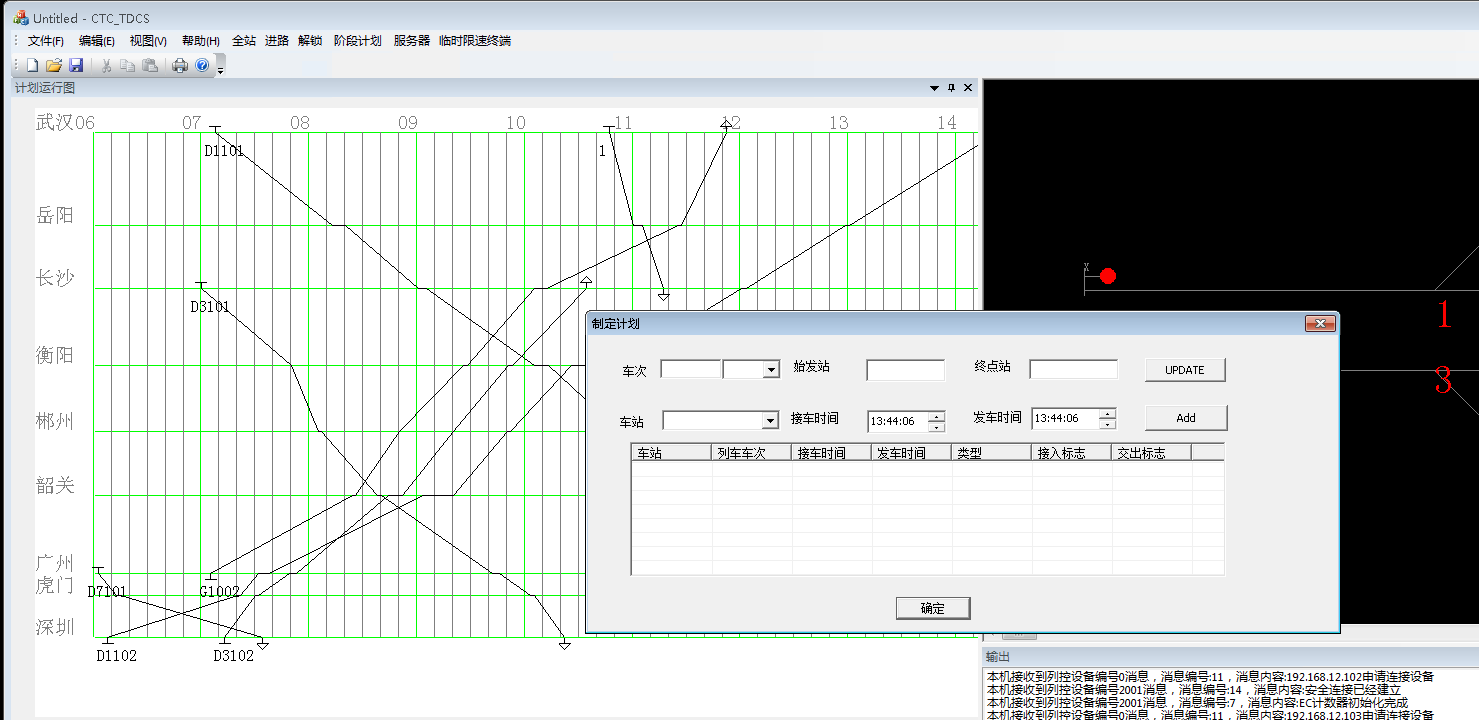 Untitled - CTC_TDCS
文件(F) 编辑(E) 视图(V) 帮助(H) 全站 进路 解锁 阶段计划 服务器 临时限速终端
计划运行图
武汉 06 07 08 09 10 11 12 13 14
D1101 1
岳阳
长沙
D3101
衡阳
郴州
韶关
广州
虎门
D7101 G1002
深圳
D1102 D3102
X
1
3
制定计划
车次 始发站 终点站 UPDATE
车站 接车时间 13:44:06 发车时间 13:44:06 Add
车站 列车车次 接车时间 发车时间 类型 接入标志 交出标志
确定
输出
本机接收到列控设备编号0消息，消息编号:11，消息内容:192.168.12.102申请连接设备
本机接收到列控设备编号2001消息，消息编号:14，消息内容:安全连接已经建立
本机接收到列控设备编号2001消息，消息编号:7，消息内容:EC计数器初始化完成
本机接收到列控设备编号0消息，消息编号:11，消息内容:192.168.12.103申请连接设备